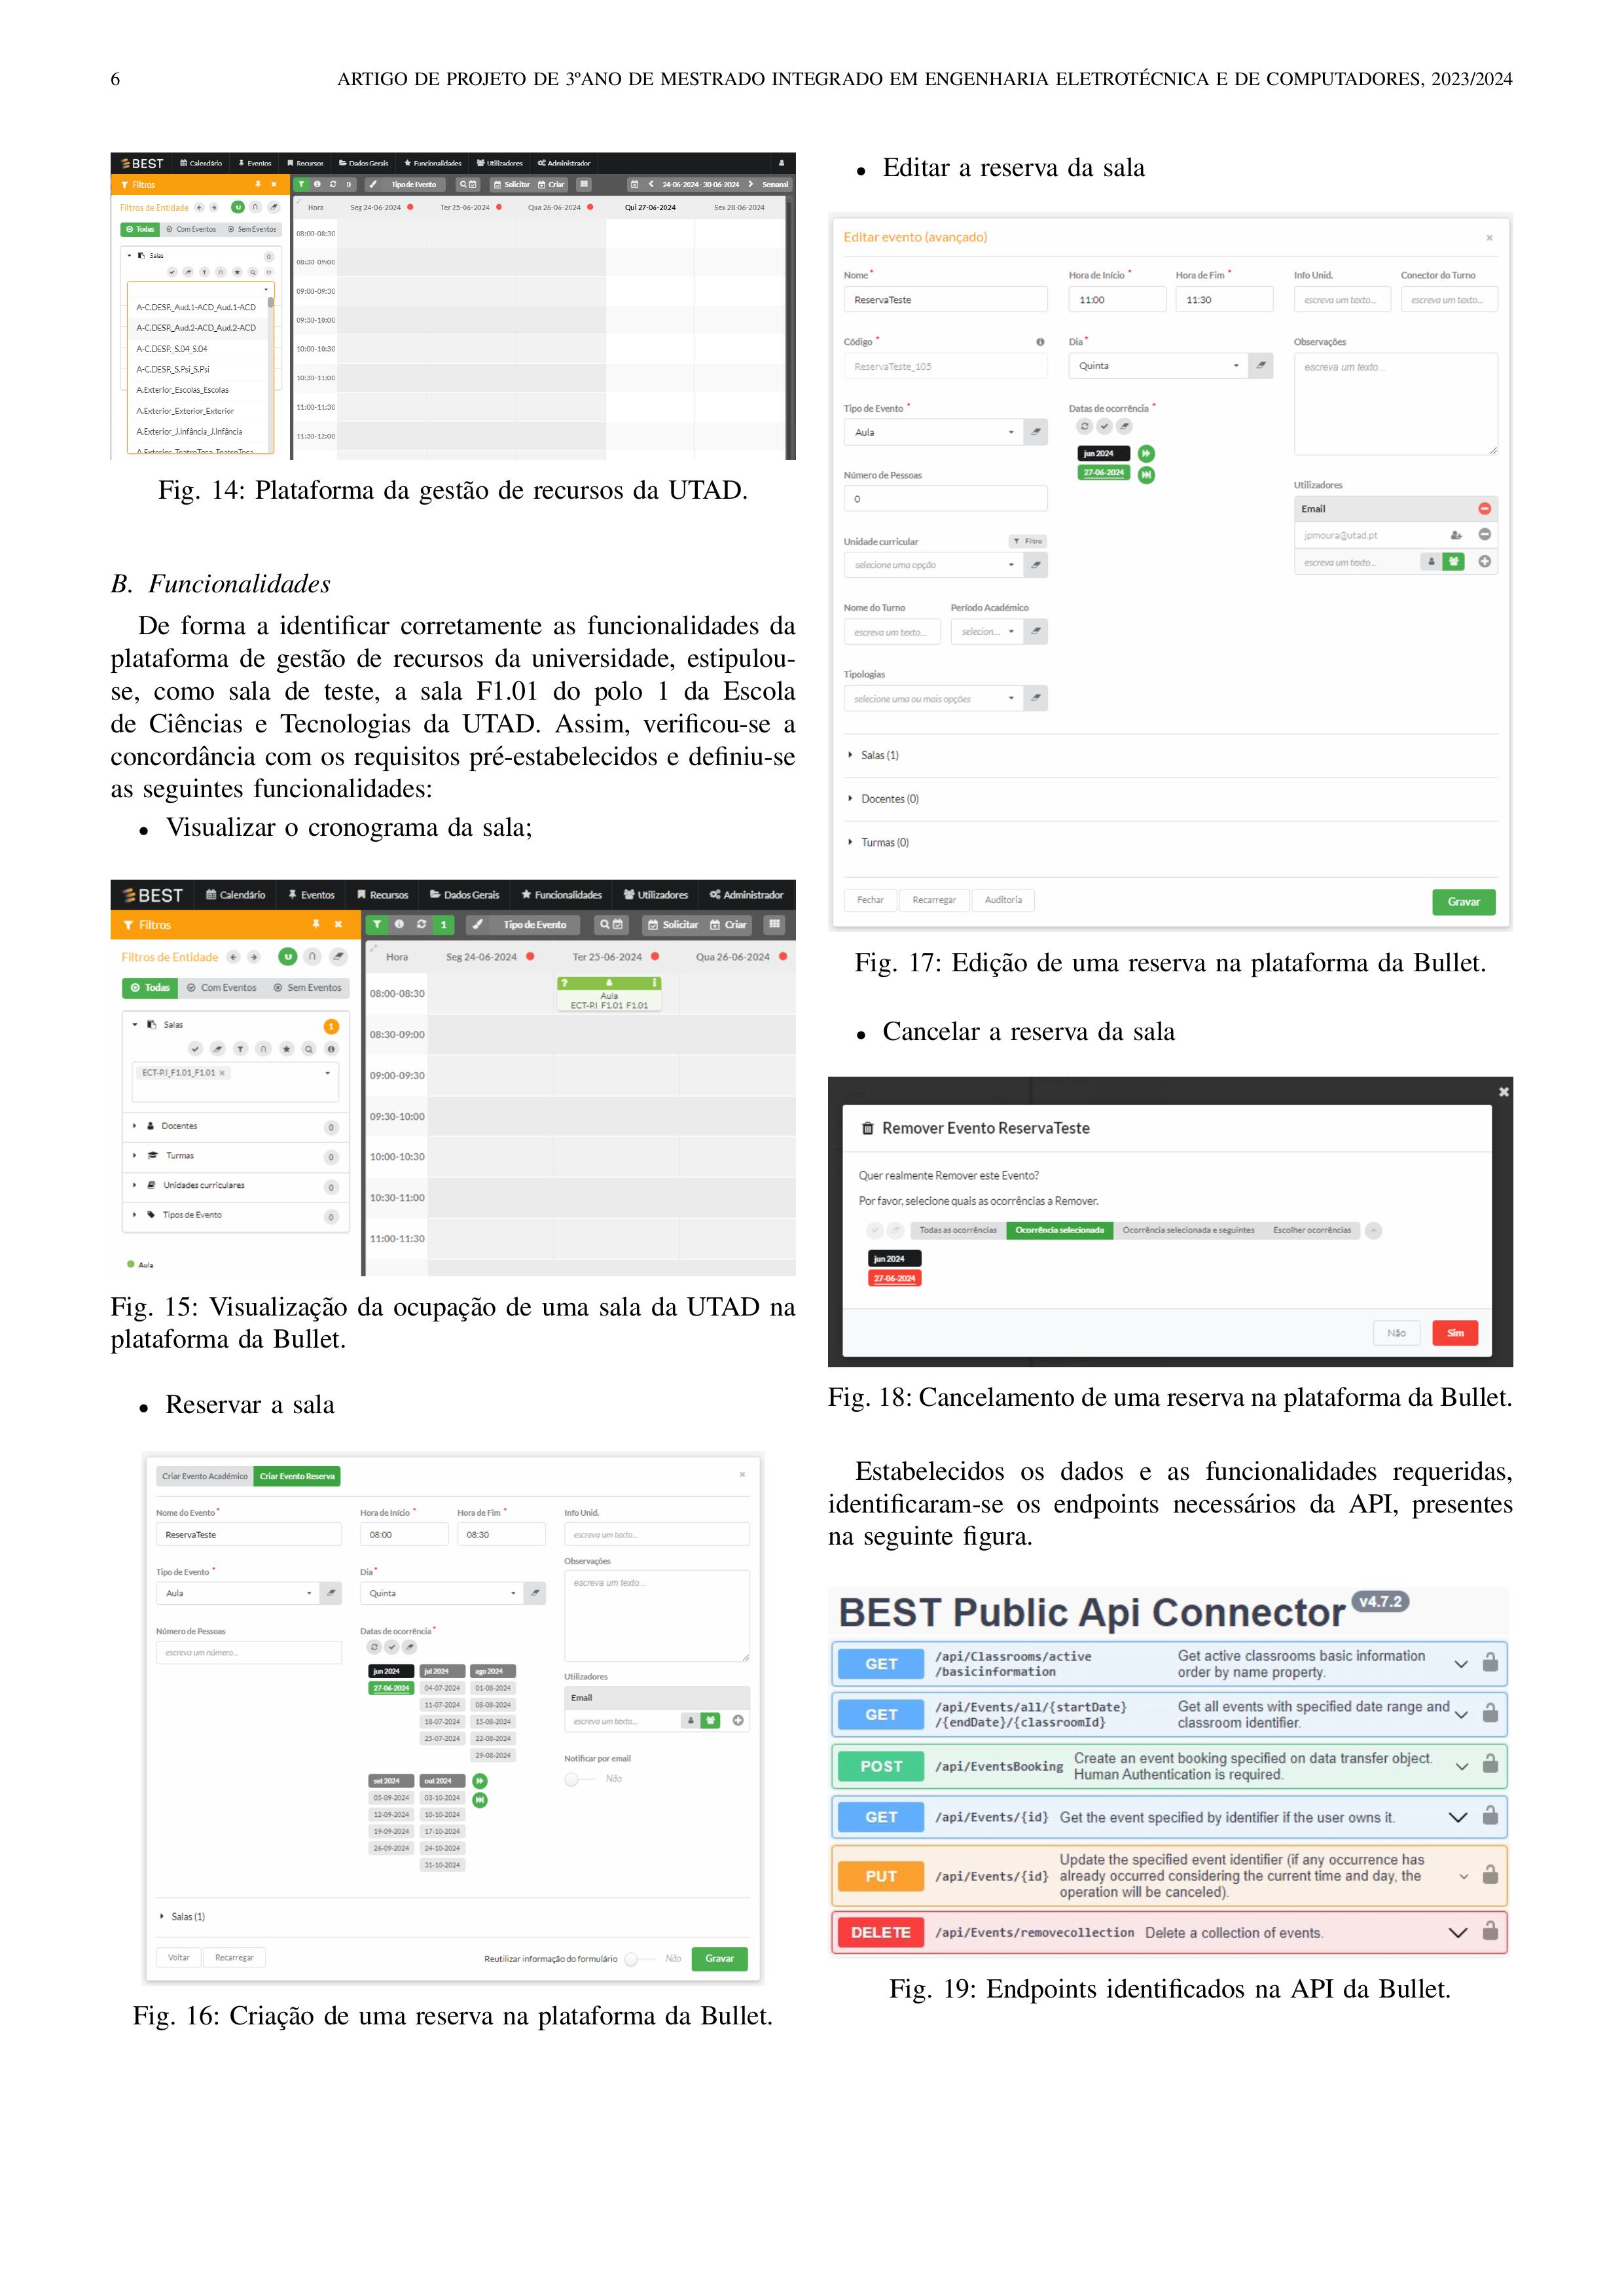 6
ARTIGO DE PROJETO DE 3ºANO DE MESTRADO INTEGRADO EM ENGENHARIA ELETROTÉCNICA E DE COMPUTADORES, 2023/2024
BEST Calendário Eventos Recursos Dados Gerais Funcionalidades Utilizadores Administrador
Filtros
0 Tipo de Evento Solicitar Criar 24-06-2024 - 30-06-2024 Semanal
Filtros de Entidade
Todas Com Eventos Sem Eventos
Salas 0
A-C.DESP._Aud.1-ACD_Aud.1-ACD
A-C.DESP._Aud.2-ACD_Aud.2-ACD
A-C.DESP._S.04_S.04
A-C.DESP._S.Psi_S.Psi
A.Exterior_Escolas_Escolas
A.Exterior_Exterior_Exterior
A.Exterior_J.Infância_J.Infância
A.Exterior_TeatroTeca_TeatroTeca
Hora Seg 24-06-2024 Ter 25-06-2024 Qua 26-06-2024 Qui 27-06-2024 Sex 28-06-2024
08:00-08:30
08:30-09:00
09:00-09:30
09:30-10:00
10:00-10:30
10:30-11:00
11:00-11:30
11:30-12:00
Fig. 14: Plataforma da gestão de recursos da UTAD.
B. Funcionalidades
De forma a identificar corretamente as funcionalidades da
plataforma de gestão de recursos da universidade, estipulou-
se, como sala de teste, a sala F1.01 do polo 1 da Escola
de Ciências e Tecnologias da UTAD. Assim, verificou-se a
concordância com os requisitos pré-estabelecidos e definiu-se
as seguintes funcionalidades:
• Visualizar o cronograma da sala;
BEST Calendário Eventos Recursos Dados Gerais Funcionalidades Utilizadores Administrador
Filtros
1 Tipo de Evento Solicitar Criar
Filtros de Entidade
Todas Com Eventos Sem Eventos
Salas 1
ECT-P.I_F1.01_F1.01 ×
Docentes 0
Turmas 0
Unidades curriculares 0
Tipos de Evento 0
Aula
Hora Seg 24-06-2024 Ter 25-06-2024 Qua 26-06-2024
08:00-08:30
Aula
ECT-P.I_F1.01_F1.01
08:30-09:00
09:00-09:30
09:30-10:00
10:00-10:30
10:30-11:00
11:00-11:30
Fig. 15: Visualização da ocupação de uma sala da UTAD na
plataforma da Bullet.
• Reservar a sala
Criar Evento Académico Criar Evento Reserva ×
Nome do Evento * Hora de Início * Hora de Fim * Info Unid.
ReservaTeste 08:00 08:30 escreva um texto...
Tipo de Evento * Dia * Observações
Aula Quinta escreva um texto...
Número de Pessoas Datas de ocorrência *
escreva um número...
jun 2024 jul 2024 ago 2024
27-06-2024 04-07-2024 01-08-2024
11-07-2024 08-08-2024
18-07-2024 15-08-2024
25-07-2024 22-08-2024
29-08-2024
set 2024 out 2024
05-09-2024 03-10-2024
12-09-2024 10-10-2024
19-09-2024 17-10-2024
26-09-2024 24-10-2024
31-10-2024
Utilizadores
Email
escreva um texto...
Notificar por email
Não
Salas (1)
Voltar Recarregar Reutilizar informação do formulário Não Gravar
Fig. 16: Criação de uma reserva na plataforma da Bullet.
• Editar a reserva da sala
Editar evento (avançado) ×
Nome * Hora de Início * Hora de Fim * Info Unid. Conector do Turno
ReservaTeste 11:00 11:30 escreva um texto... escreva um texto...
Código * Dia * Observações
ReservaTeste_105 Quinta escreva um texto...
Tipo de Evento * Datas de ocorrência *
Aula
jun 2024
27-06-2024
Número de Pessoas
0
Utilizadores
Email
jpmoura@utad.pt
escreva um texto...
Unidade curricular Filtro
selecione uma opção
Nome do Turno Período Académico
escreva um texto... selecion...
Tipologias
selecione uma ou mais opções
Salas (1)
Docentes (0)
Turmas (0)
Fechar Recarregar Auditoria Gravar
Fig. 17: Edição de uma reserva na plataforma da Bullet.
• Cancelar a reserva da sala
Remover Evento ReservaTeste
Quer realmente Remover este Evento?
Por favor, selecione quais as ocorrências a Remover.
Todas as ocorrências Ocorrência selecionada Ocorrência selecionada e seguintes Escolher ocorrências
jun 2024
27-06-2024
Não Sim
Fig. 18: Cancelamento de uma reserva na plataforma da Bullet.
Estabelecidos os dados e as funcionalidades requeridas,
identificaram-se os endpoints necessários da API, presentes
na seguinte figura.
BEST Public Api Connector v4.7.2
GET /api/Classrooms/active Get active classrooms basic information
/basicinformation order by name property.
GET /api/Events/all/{startDate} Get all events with specified date range and
/{endDate}/{classroomId} classroom identifier.
POST /api/EventsBooking Create an event booking specified on data transfer object.
Human Authentication is required.
GET /api/Events/{id} Get the event specified by identifier if the user owns it.
PUT /api/Events/{id} Update the specified event identifier (if any occurrence has
already occurred considering the current time and day, the
operation will be canceled).
DELETE /api/Events/removecollection Delete a collection of events.
Fig. 19: Endpoints identificados na API da Bullet.